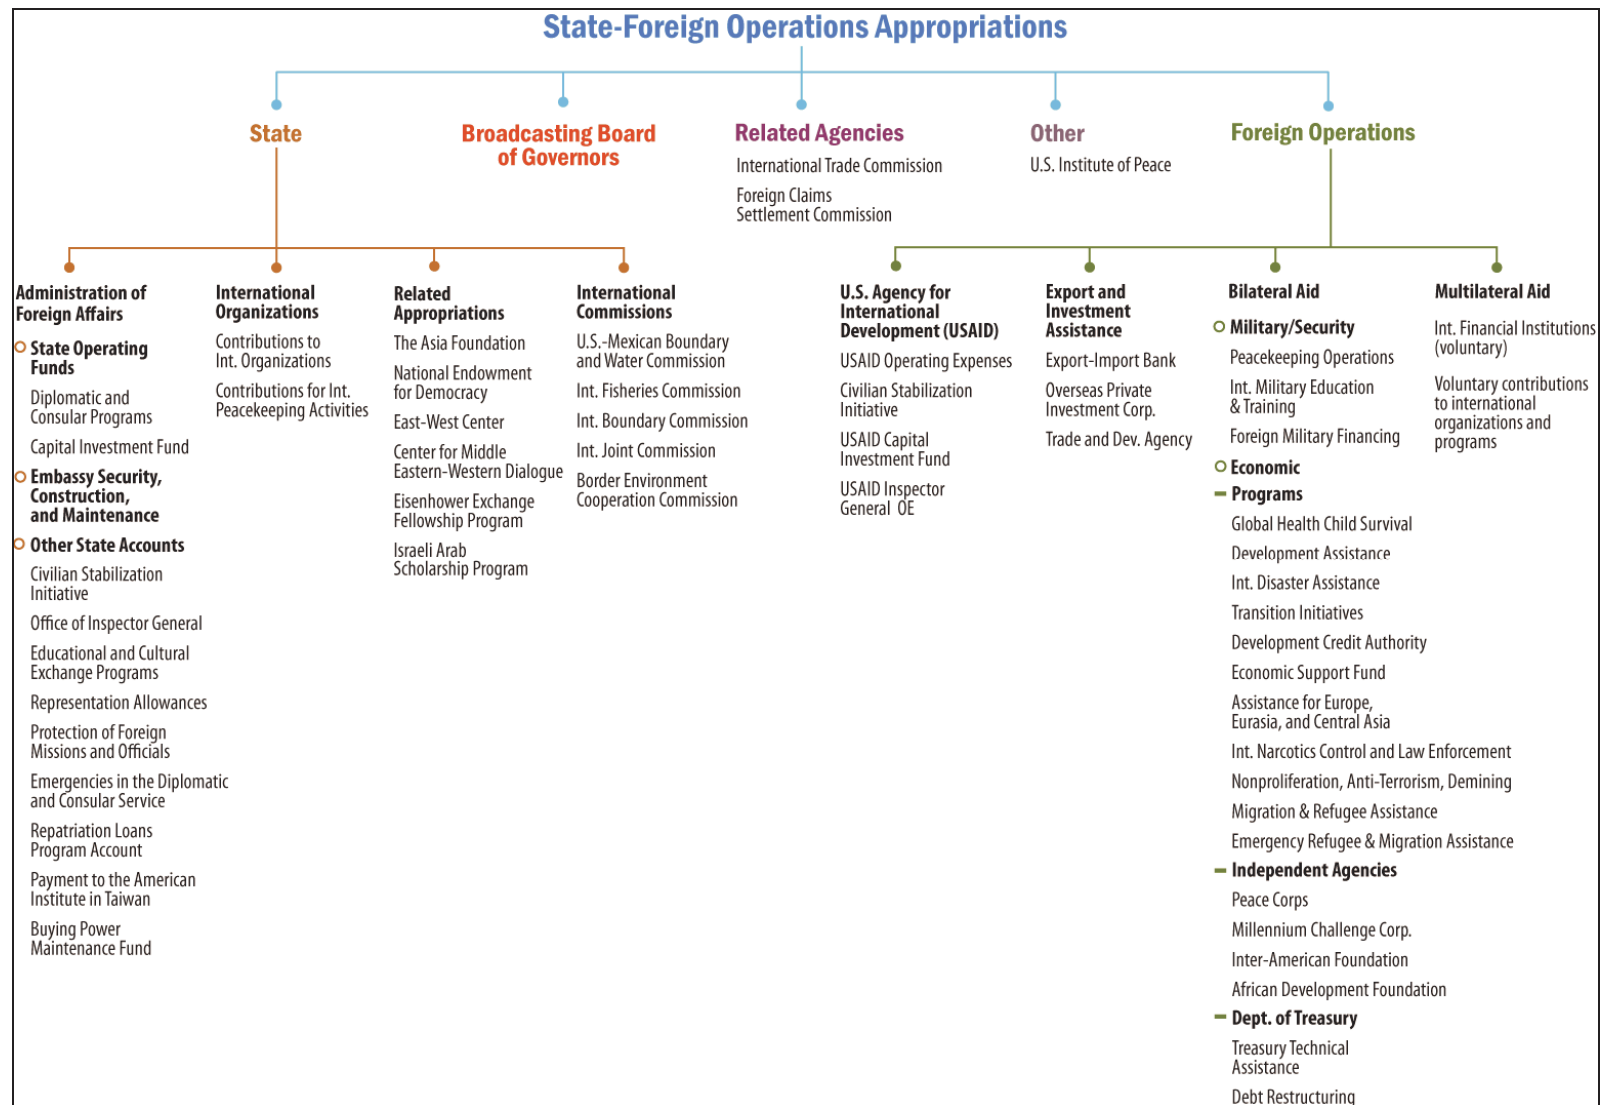 State-Foreign Operations Appropriations
State
Broadcasting Board
of Governors
Related Agencies
International Trade Commission
Foreign Claims
Settlement Commission
Other
U.S. Institute of Peace
Foreign Operations
Administration of
Foreign Affairs
State Operating
Funds
Diplomatic and
Consular Programs
Capital Investment Fund
Embassy Security,
Construction,
and Maintenance
Other State Accounts
Civilian Stabilization
Initiative
Office of Inspector General
Educational and Cultural
Exchange Programs
Representation Allowances
Protection of Foreign
Missions and Officials
Emergencies in the Diplomatic
and Consular Service
Repatriation Loans
Program Account
Payment to the American
Institute in Taiwan
Buying Power
Maintenance Fund
International
Organizations
Contributions to
Int. Organizations
Contributions for Int.
Peacekeeping Activities
Related
Appropriations
The Asia Foundation
National Endowment
for Democracy
East-West Center
Center for Middle
Eastern-Western Dialogue
Eisenhower Exchange
Fellowship Program
Israeli Arab
Scholarship Program
International
Commissions
U.S.-Mexican Boundary
and Water Commission
Int. Fisheries Commission
Int. Boundary Commission
Int. Joint Commission
Border Environment
Cooperation Commission
U.S. Agency for
International
Development (USAID)
USAID Operating Expenses
Civilian Stabilization
Initiative
USAID Capital
Investment Fund
USAID Inspector
General OE
Export and
Investment
Assistance
Export-Import Bank
Overseas Private
Investment Corp.
Trade and Dev. Agency
Bilateral Aid
Military/Security
Peacekeeping Operations
Int. Military Education
& Training
Foreign Military Financing
Economic
Programs
Global Health Child Survival
Development Assistance
Int. Disaster Assistance
Transition Initiatives
Development Credit Authority
Economic Support Fund
Assistance for Europe,
Eurasia, and Central Asia
Int. Narcotics Control and Law Enforcement
Nonproliferation, Anti-Terrorism, Demining
Migration & Refugee Assistance
Emergency Refugee & Migration Assistance
Independent Agencies
Peace Corps
Millennium Challenge Corp.
Inter-American Foundation
African Development Foundation
Dept. of Treasury
Treasury Technical
Assistance
Debt Restructuring
Multilateral Aid
Int. Financial Institutions
(voluntary)
Voluntary contributions
to international
organizations and
programs